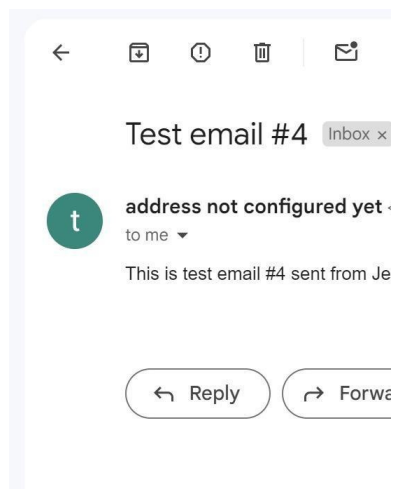 Test email #4 Inbox ×
t
address not configured yet
to me
This is test email #4 sent from
Reply